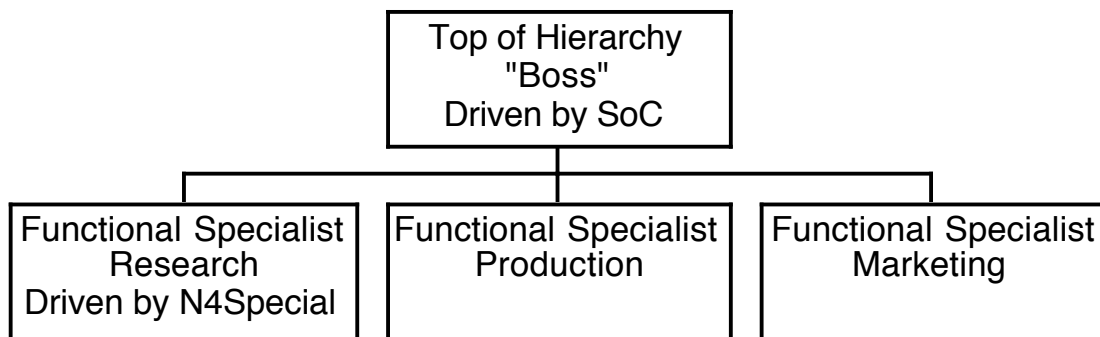 Top of Hierarchy
"Boss"
Driven by SoC
Functional Specialist
Research
Driven by N4Special
Functional Specialist
Production
Functional Specialist
Marketing